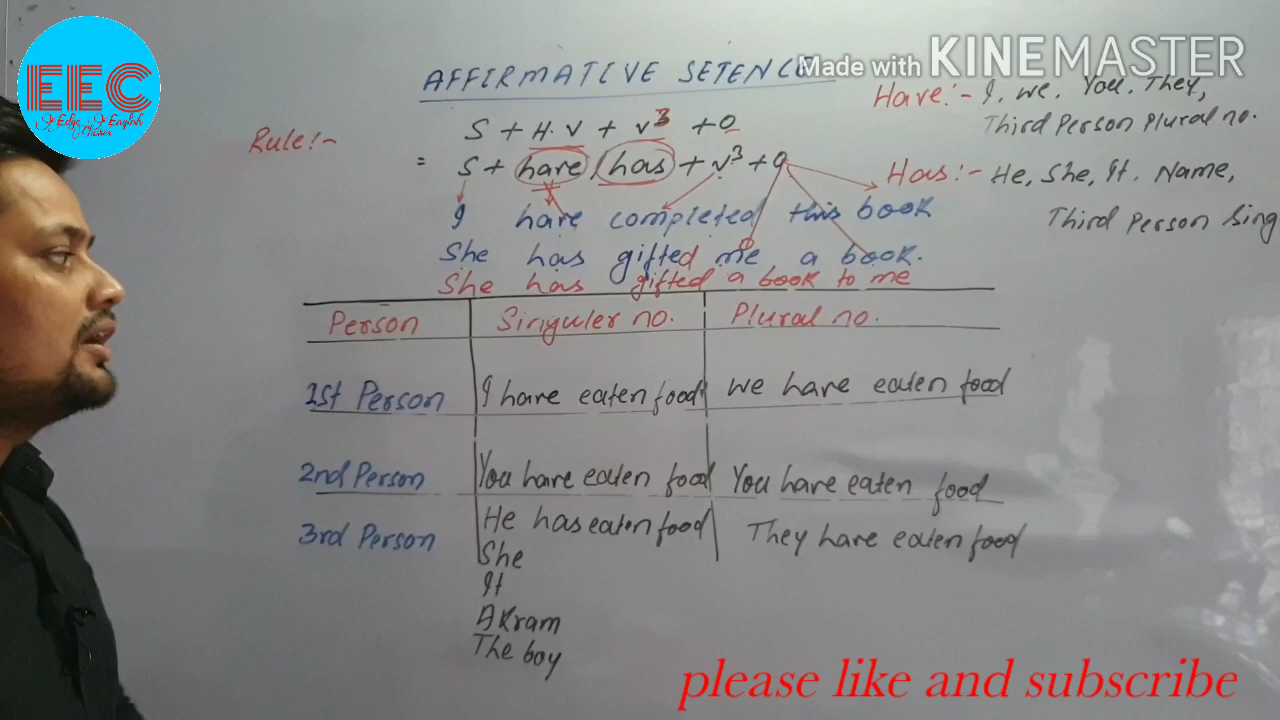 EEC
Made with KINEMASTER
AFFIRMATIVE SETENCE
Rule:-
S + H.V + v3 + O
= S + have / has + v3 + O
I have completed this book
She has gifted me a book.
She has gifted a book to me
Have:- I, We, You, They,
Third Person Plural no.
Has:- He, She, It. Name,
Third Person Sing
Person Singuler no. Plural no.
1st Person I have eaten food We have eaten food
2nd Person You have eaten food You have eaten food
3rd Person He has eaten food They have eaten food
She
It
Akram
The boy
please like and subscribe